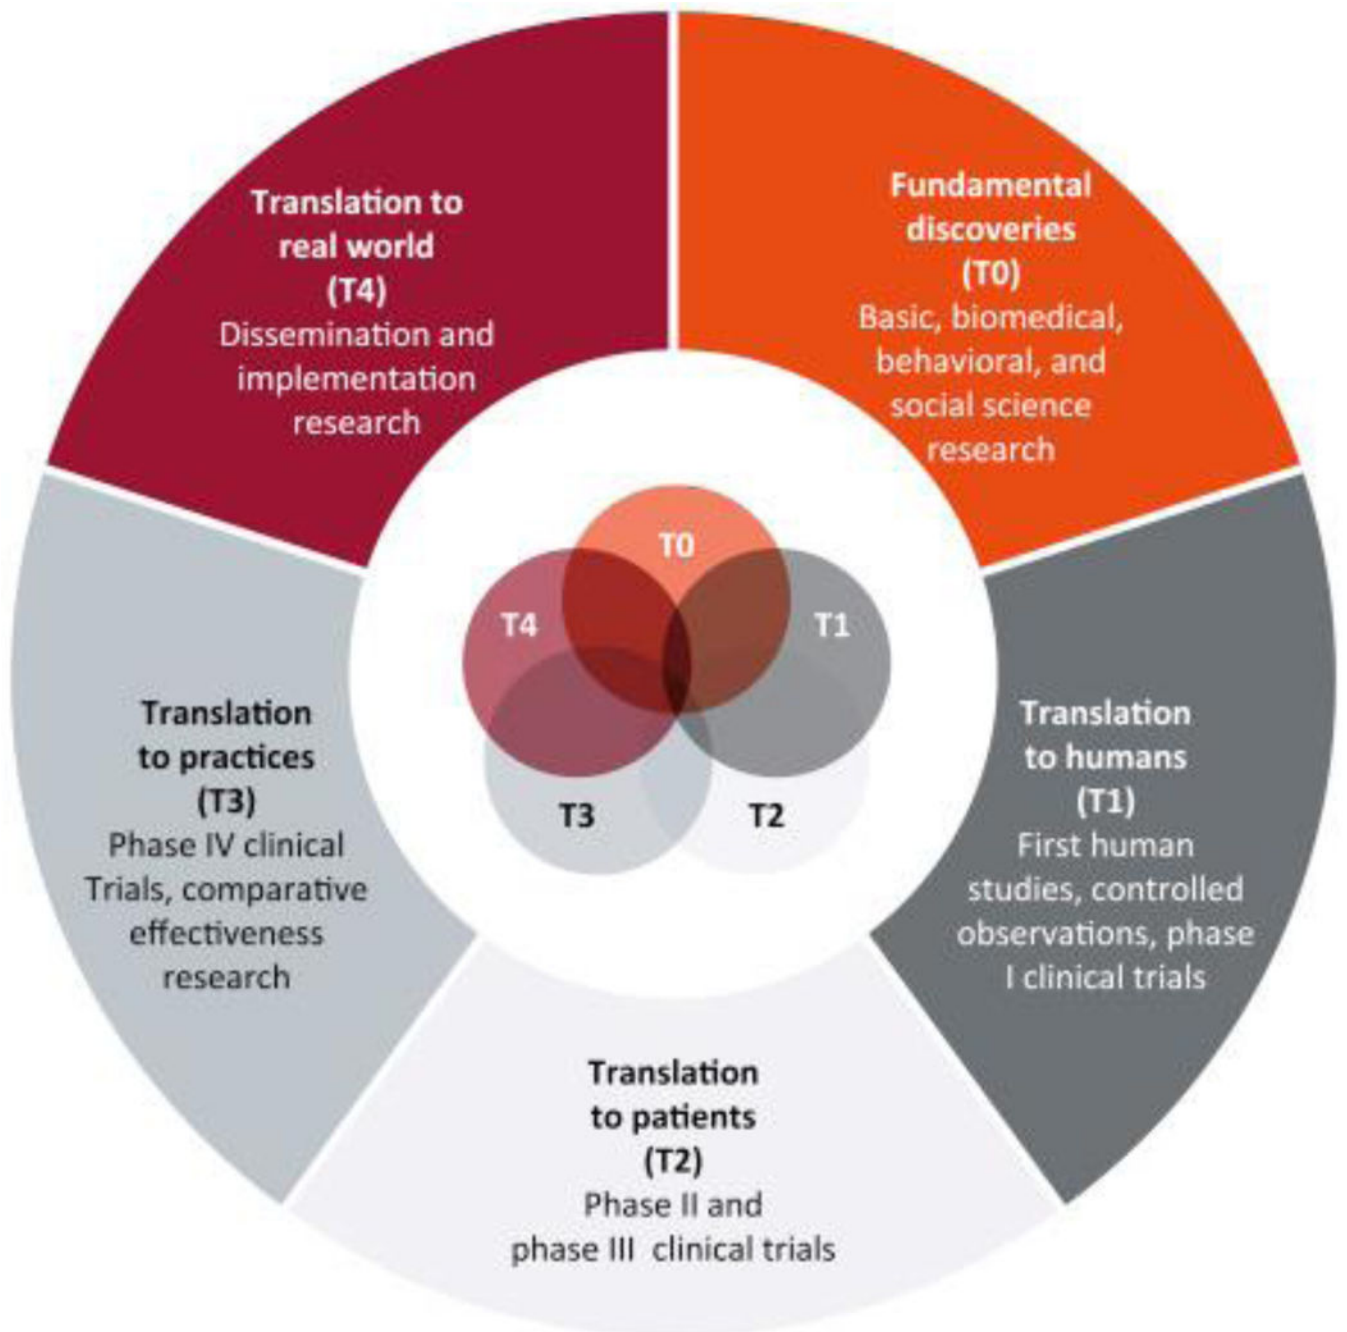 Fundamental
discoveries
(T0)
Basic, biomedical,
behavioral, and
social science
research
Translation
to humans
(T1)
First human
studies, controlled
observations, phase
I clinical trials
Translation
to patients
(T2)
Phase II and
phase III clinical trials
Translation
to practices
(T3)
Phase IV clinical
Trials, comparative
effectiveness
research
Translation to
real world
(T4)
Dissemination and
implementation
research
T0
T1
T2
T3
T4